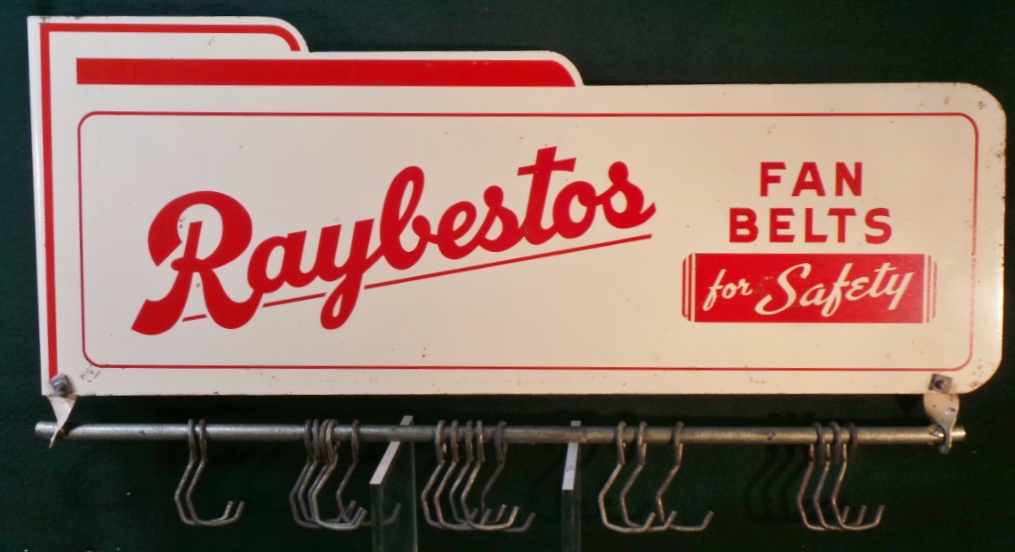 Raybestos
FAN
BELTS
for Safety